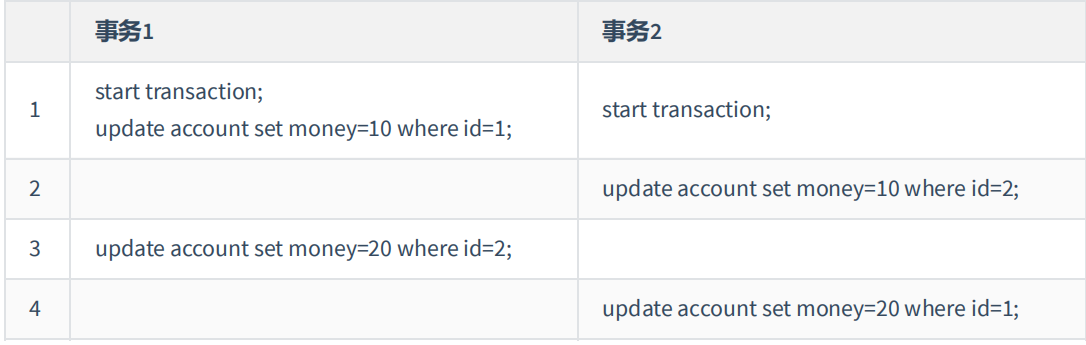 事务1
事务2
1
start transaction;
update account set money=10 where id=1;
start transaction;
2
update account set money=10 where id=2;
3
update account set money=20 where id=2;
4
update account set money=20 where id=1;